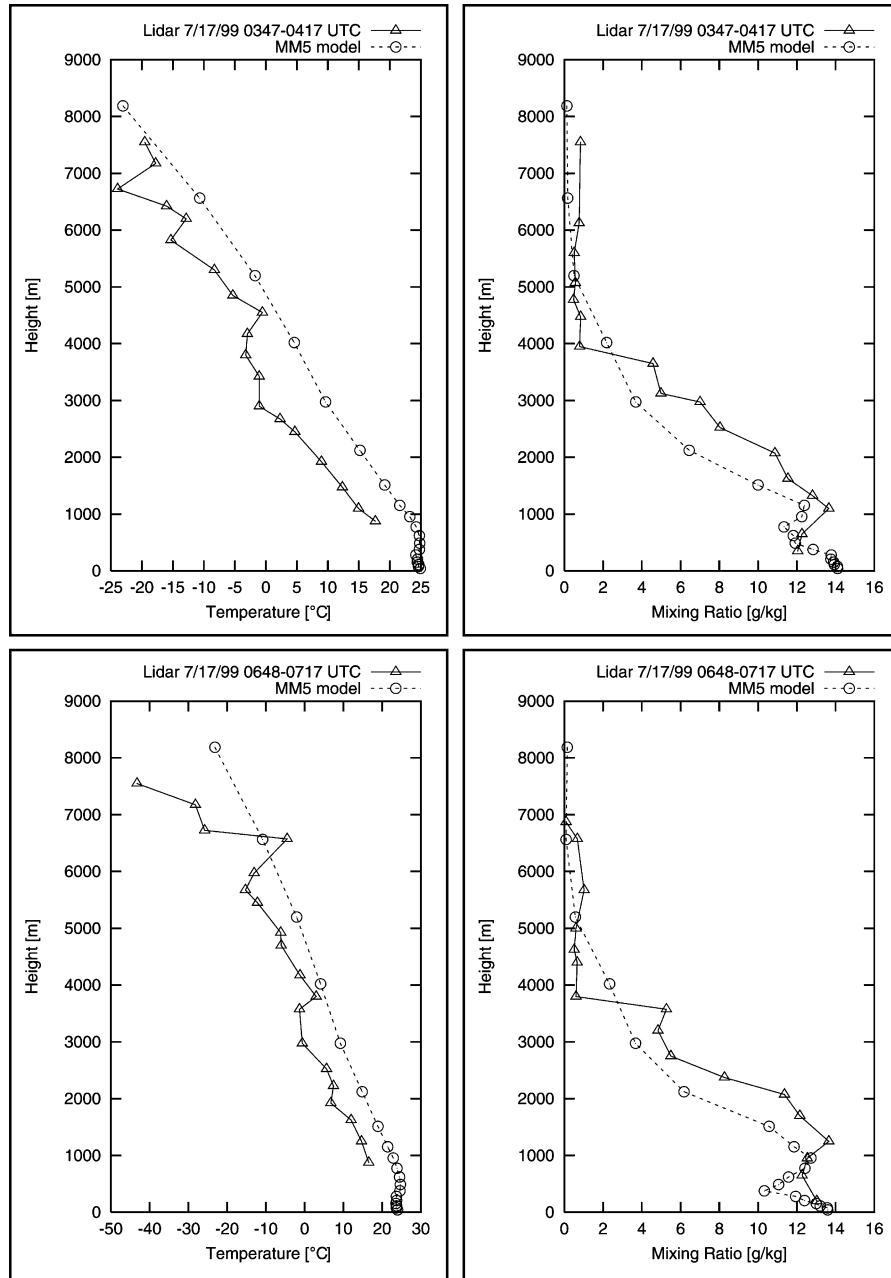 Lidar 7/17/99 0347-0417 UTC
MM5 model
9000
8000
7000
6000
5000
4000
3000
2000
1000
0
Height [m]
-25 -20 -15 -10 -5 0 5 10 15 20 25
Temperature [°C]
Lidar 7/17/99 0347-0417 UTC
MM5 model
9000
8000
7000
6000
5000
4000
3000
2000
1000
0
Height [m]
0 2 4 6 8 10 12 14 16
Mixing Ratio [g/kg]
Lidar 7/17/99 0648-0717 UTC
MM5 model
9000
8000
7000
6000
5000
4000
3000
2000
1000
0
Height [m]
-50 -40 -30 -20 -10 0 10 20 30
Temperature [°C]
Lidar 7/17/99 0648-0717 UTC
MM5 model
9000
8000
7000
6000
5000
4000
3000
2000
1000
0
Height [m]
0 2 4 6 8 10 12 14 16
Mixing Ratio [g/kg]